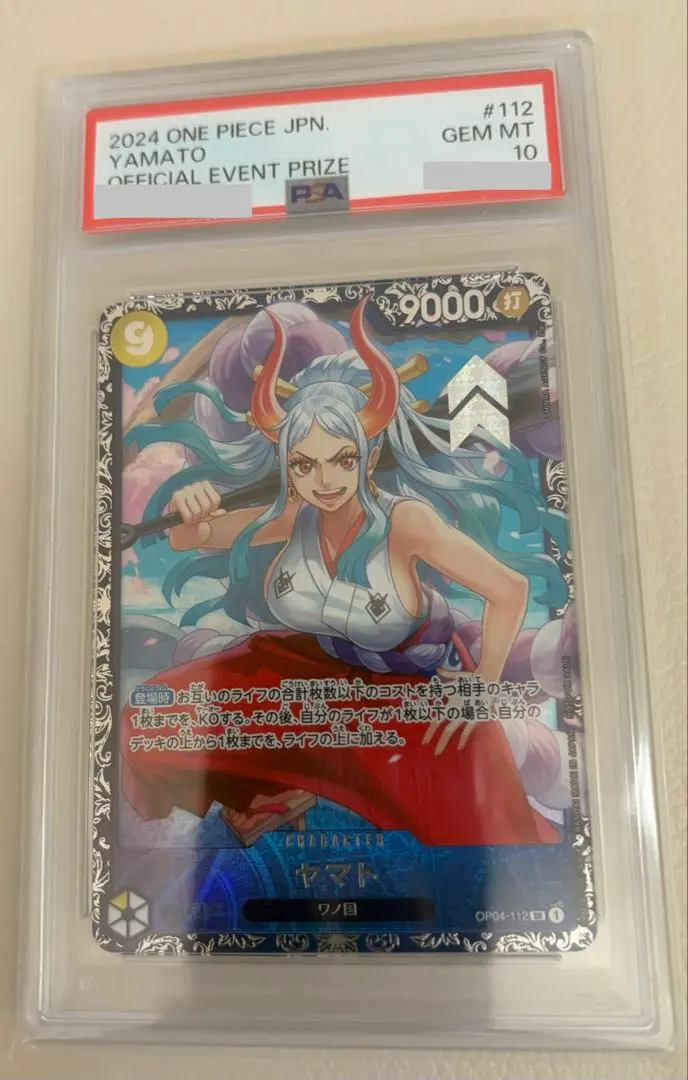 2024 ONE PIECE JPN.
#112
YAMATO
GEM MT
OFFICIAL EVENT PRIZE
10
PSA
9
9000
打
登場時 お互いのライフの合計枚数以下のコストを持つ相手のキャラ
1枚までを、KOする。その後、自分のライフが1枚以下の場合、自分の
デッキの上から1枚までを、ライフの上に加える。
CHARACTER
ヤマト
ワノ国
OP04-112 SR 1